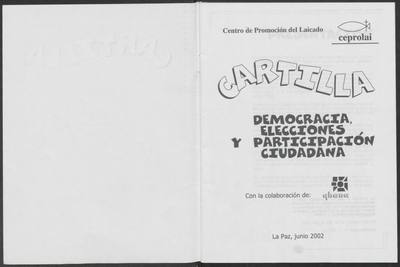 Centro de Promoción del Laicado
ceprolai
CARTILLA
DEMOCRACIA,
ELECCIONES
Y PARTICIPACIÓN
CIUDADANA
Con la colaboración de:
La Paz, junio 2002